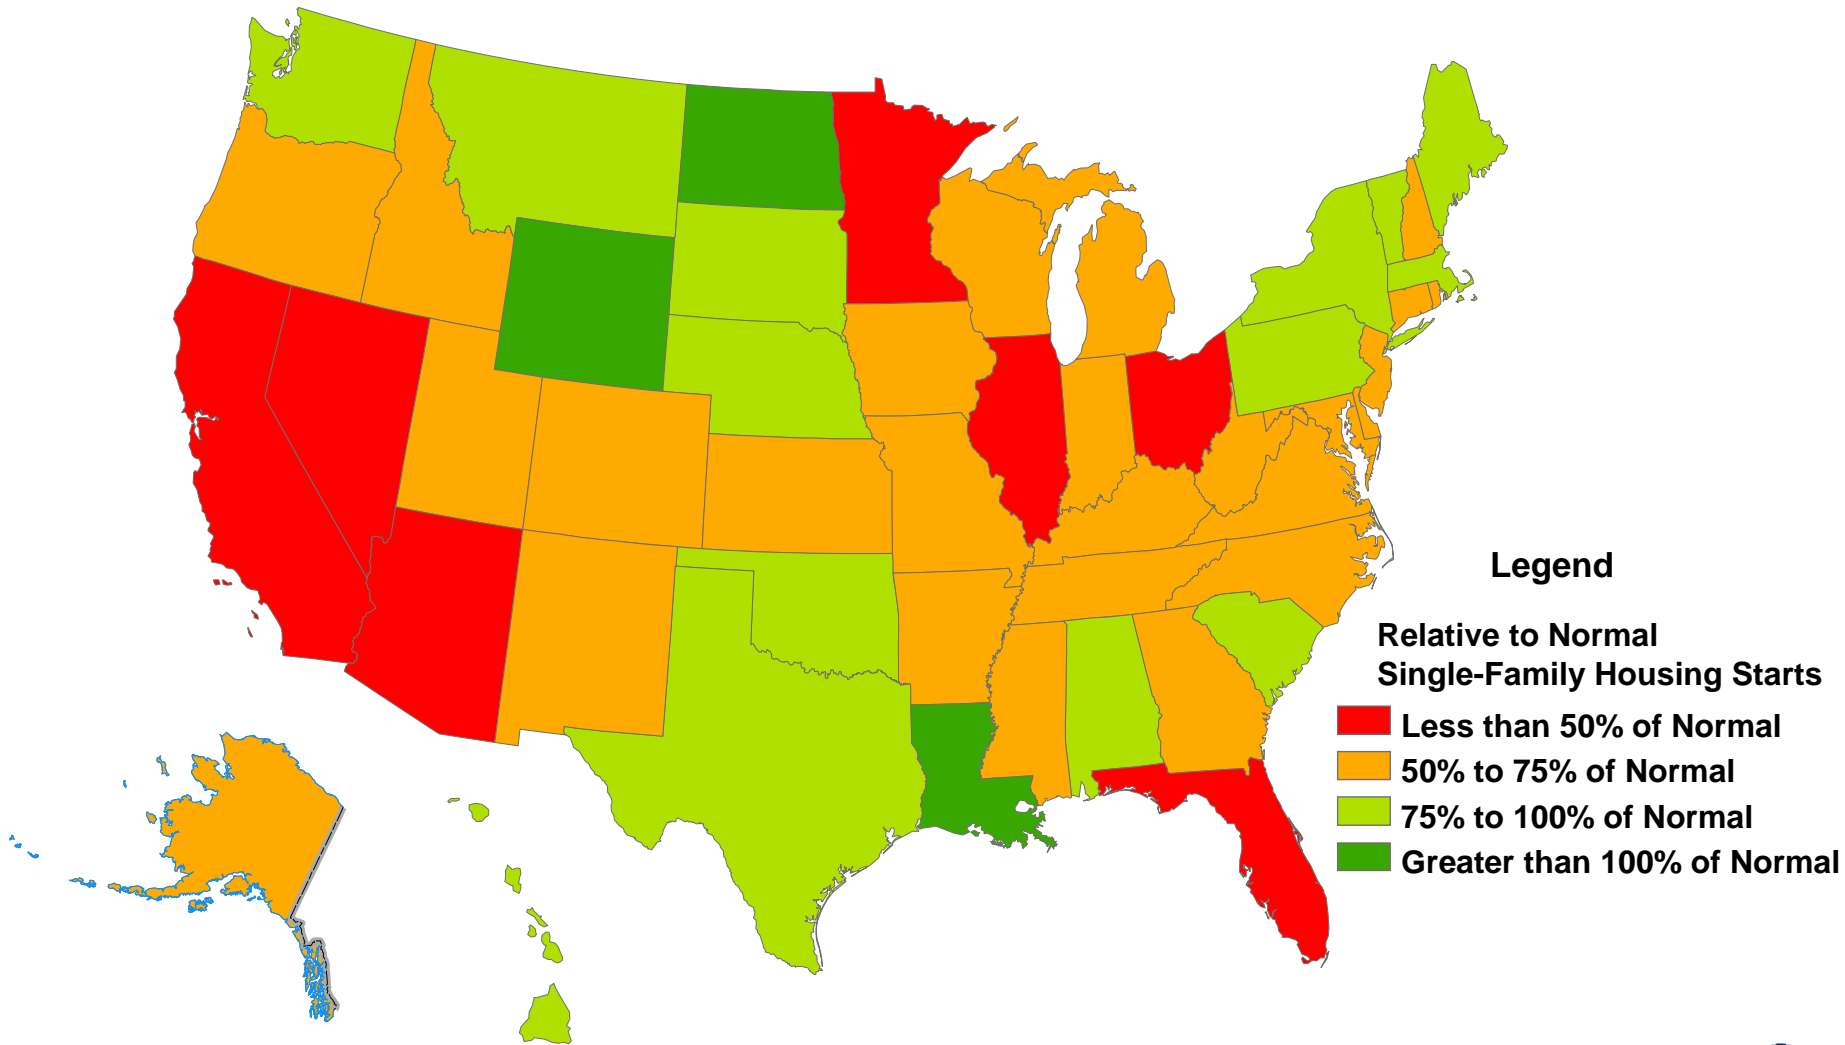 Legend
Relative to Normal
Single-Family Housing Starts
Less than 50% of Normal
50% to 75% of Normal
75% to 100% of Normal
Greater than 100% of Normal